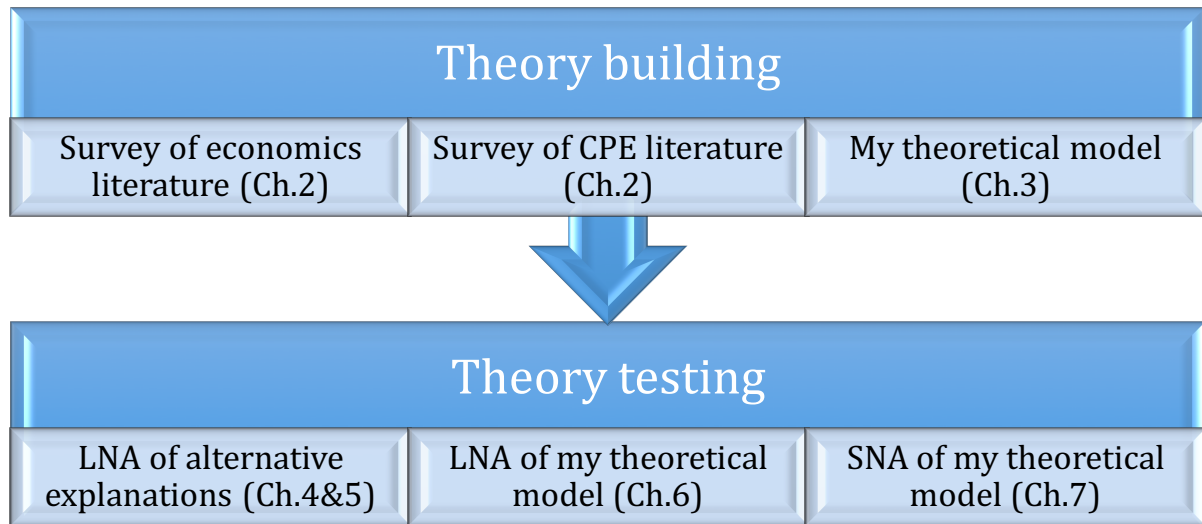 Theory building
Survey of economics
literature (Ch.2)
Survey of CPE literature
(Ch.2)
My theoretical model
(Ch.3)
Theory testing
LNA of alternative
explanations (Ch.4&5)
LNA of my theoretical
model (Ch.6)
SNA of my theoretical
model (Ch.7)